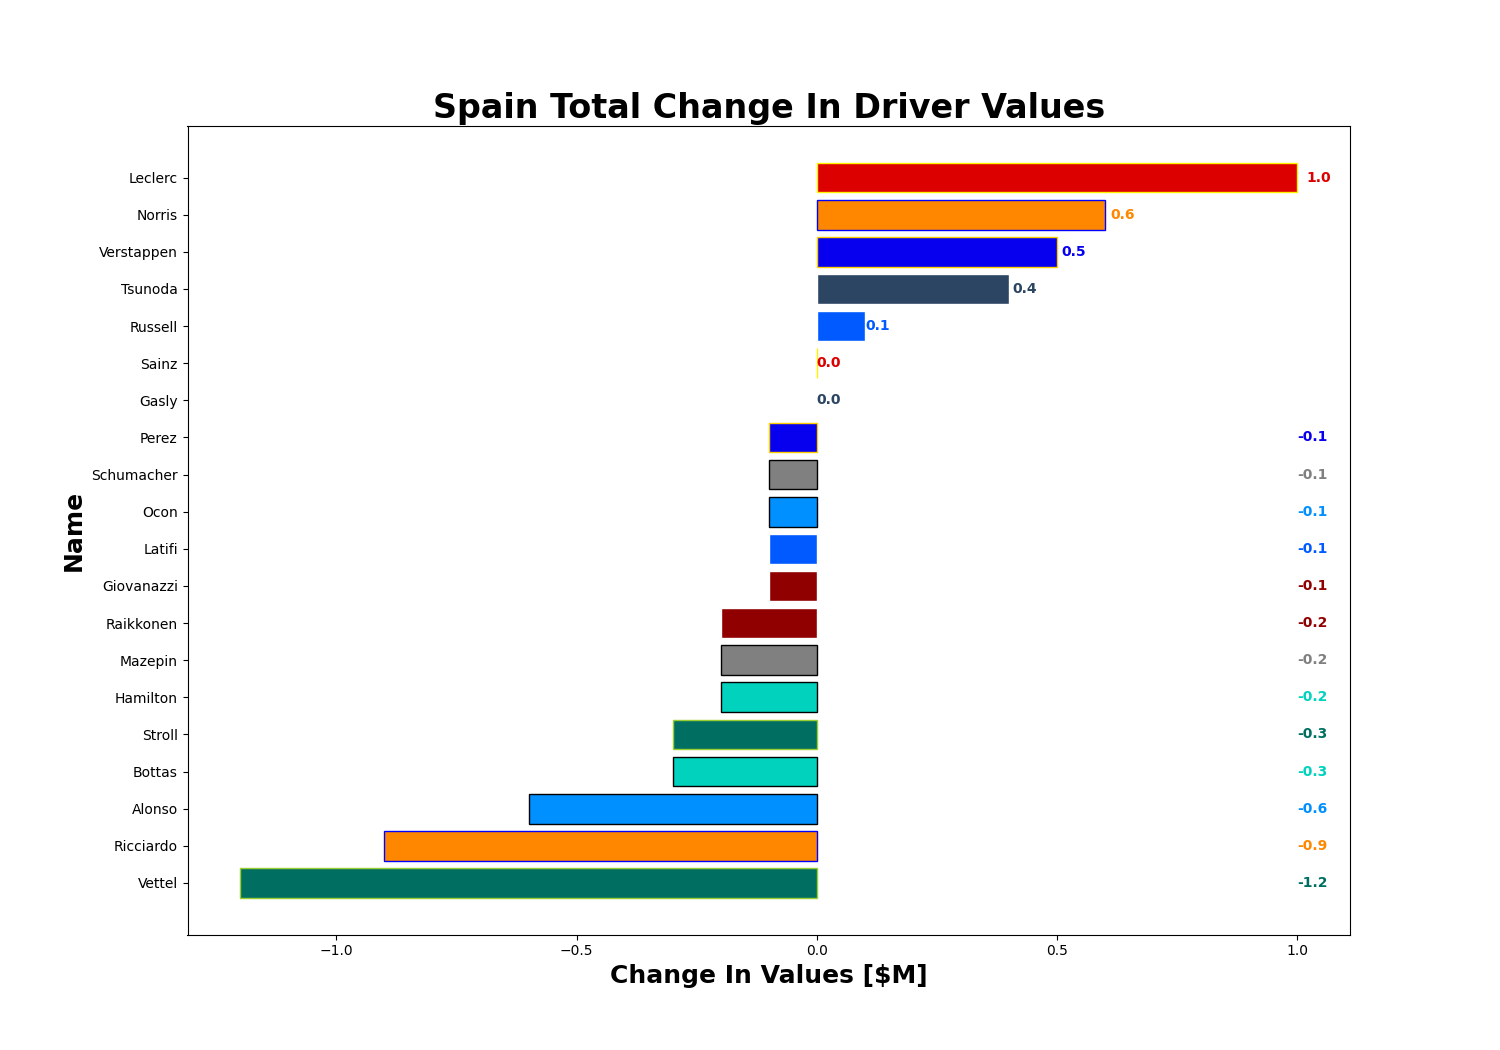 Spain Total Change In Driver Values
Leclerc 1.0
Norris 0.6
Verstappen 0.5
Tsunoda 0.4
Russell 0.1
Sainz 0.0
Gasly 0.0
Perez -0.1
Schumacher -0.1
Ocon -0.1
Latifi -0.1
Giovanazzi -0.1
Raikkonen -0.2
Mazepin -0.2
Hamilton -0.2
Stroll -0.3
Bottas -0.3
Alonso -0.6
Ricciardo -0.9
Vettel -1.2
Name
−1.0 −0.5 0.0 0.5 1.0
Change In Values [$M]